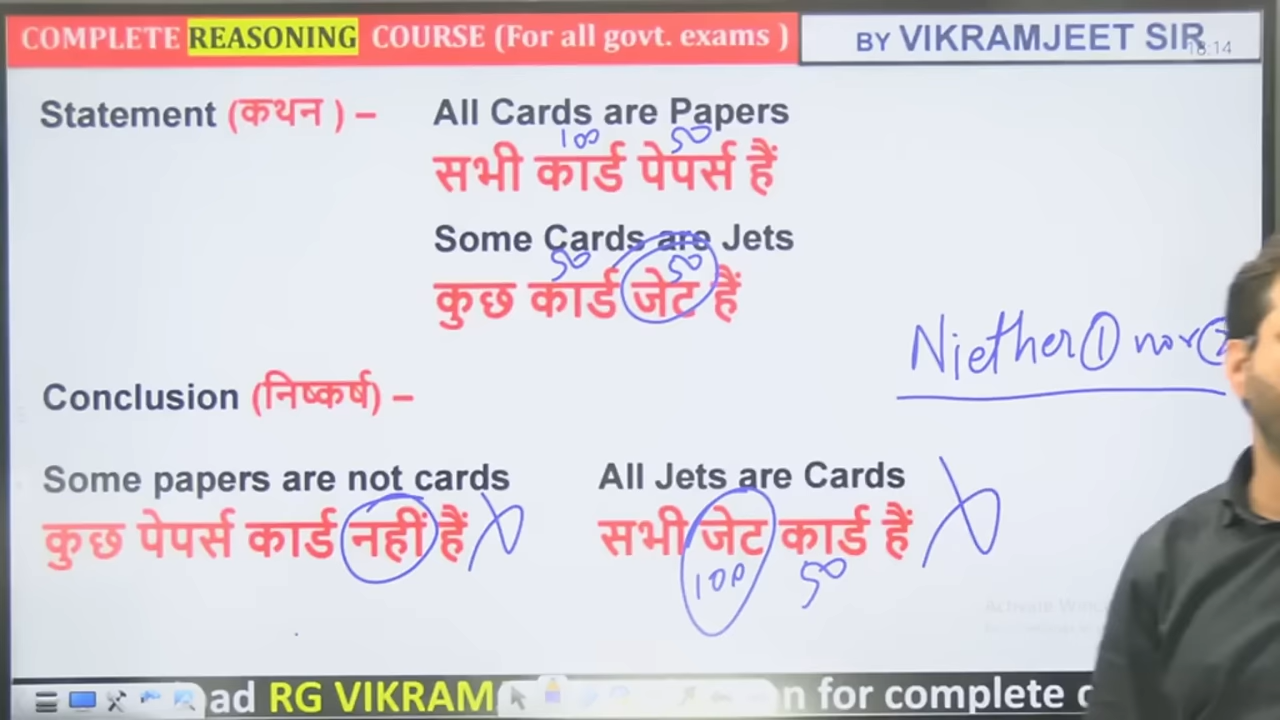 COMPLETE REASONING COURSE (For all govt. exams )
BY VIKRAMJEET SIR
18:14
Statement (कथन ) – All Cards are Papers
100 50
सभी कार्ड पेपर्स हैं
Some Cards are Jets
50 50
कुछ कार्ड जेट हैं
Niether 1 nor
Conclusion (निष्कर्ष) –
Some papers are not cards All Jets are Cards
कुछ पेपर्स कार्ड नहीं हैं सभी जेट कार्ड हैं
100 50
ad RG VIKRAM n for complete c